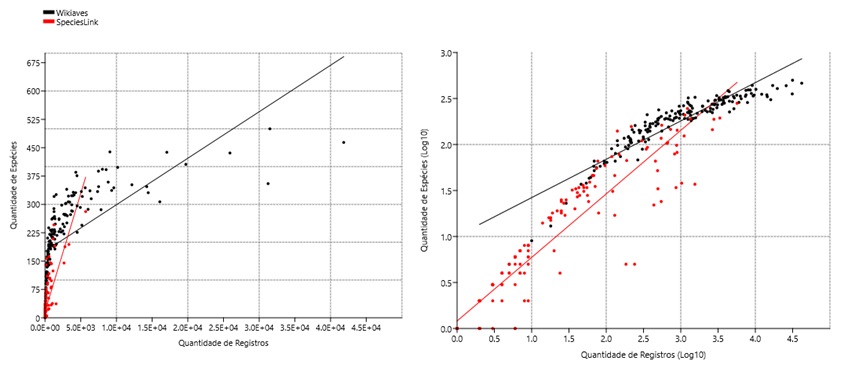 Wikiaves
SpeciesLink
675
600
525
450
375
300
225
150
75
0
Quantidade de Espécies
0.0E+00 5.0E+03 1.0E+04 1.5E+04 2.0E+04 2.5E+04 3.0E+04 3.5E+04 4.0E+04 4.5E+04
Quantidade de Registros
3.0
2.5
2.0
1.5
1.0
0.5
0.0
Quantidade de Espécies (Log10)
0.0 0.5 1.0 1.5 2.0 2.5 3.0 3.5 4.0 4.5
Quantidade de Registros (Log10)